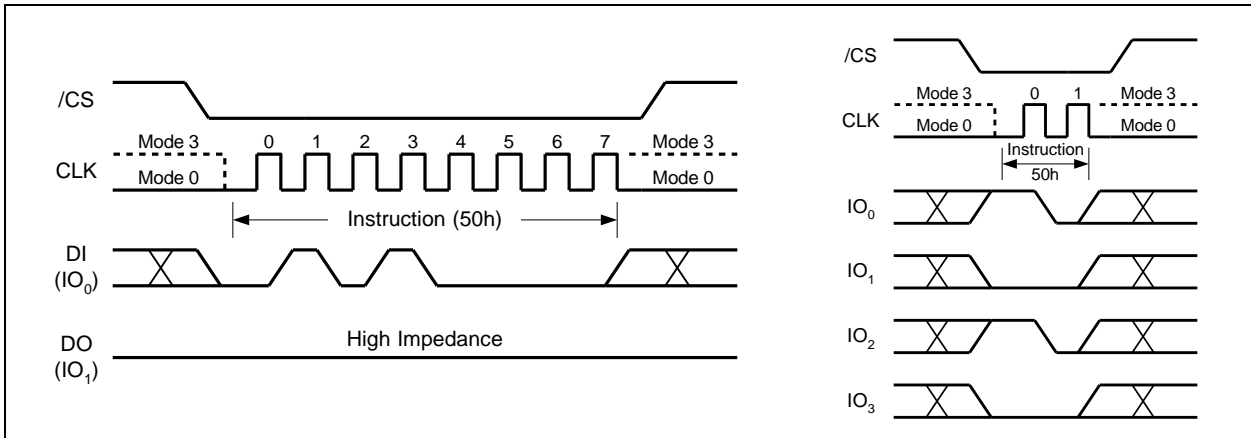 /CS
Mode 3 0 1 2 3 4 5 6 7 Mode 3
CLK
Mode 0 Mode 0
Instruction (50h)
DI
(IO0)
High Impedance
DO
(IO1)
/CS
Mode 3 0 1 Mode 3
CLK
Mode 0 Mode 0
Instruction
50h
IO0
IO1
IO2
IO3